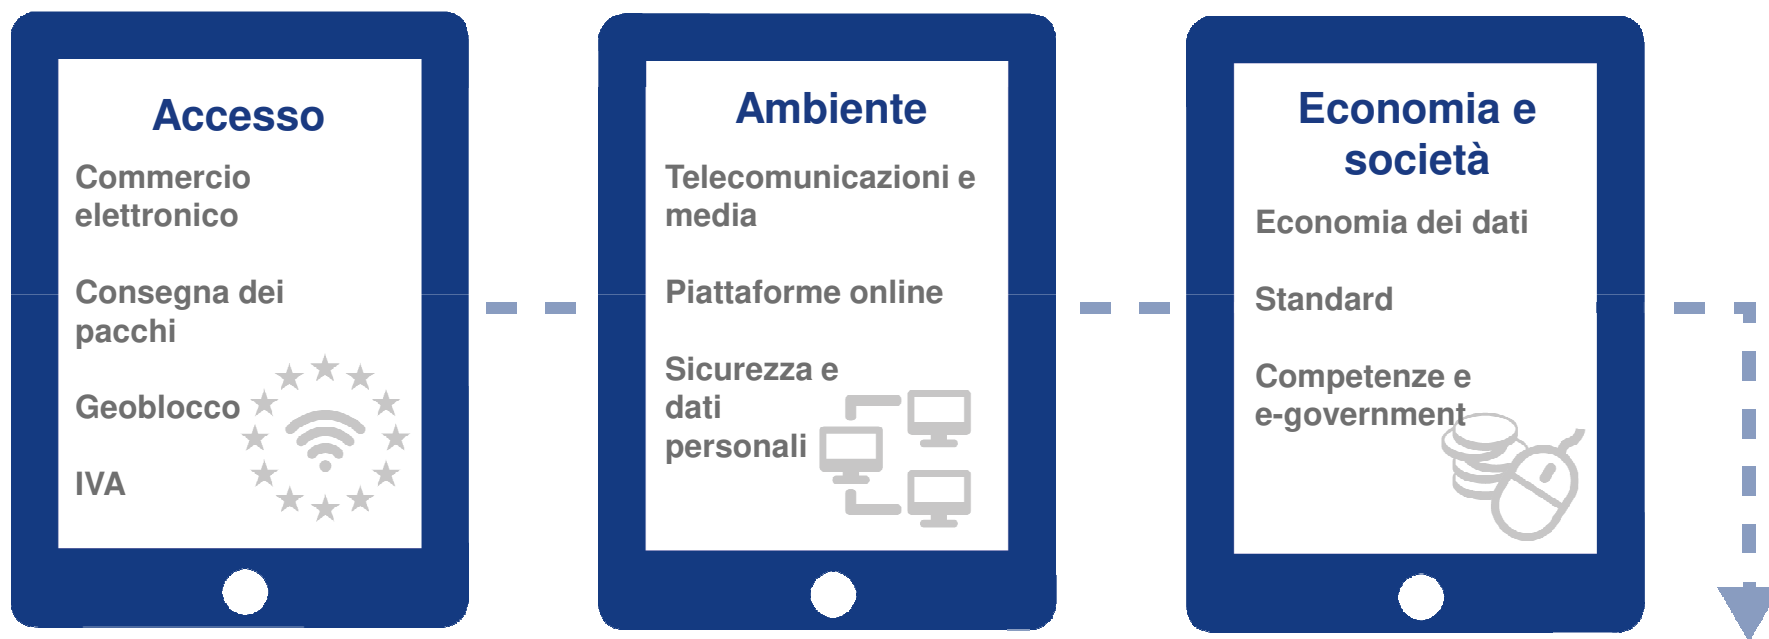 Accesso
Commercio
elettronico
Consegna dei
pacchi
Geoblocco
IVA
Ambiente
Telecomunicazioni e
media
Piattaforme online
Sicurezza e
dati
personali
Economia e
società
Economia dei dati
Standard
Competenze e
e-government